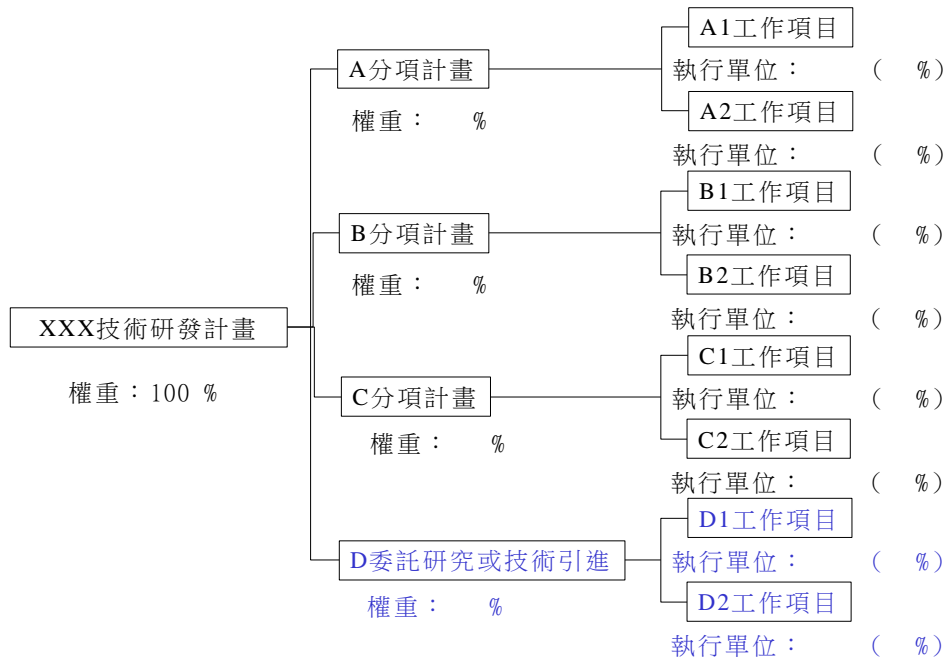 XXX技術研發計畫
權重：100 %
A分項計畫
權重： %
A1工作項目
執行單位： ( %)
A2工作項目
執行單位： ( %)
B分項計畫
權重： %
B1工作項目
執行單位： ( %)
B2工作項目
執行單位： ( %)
C分項計畫
權重： %
C1工作項目
執行單位： ( %)
C2工作項目
執行單位： ( %)
D委託研究或技術引進
權重： %
D1工作項目
執行單位： ( %)
D2工作項目
執行單位： ( %)